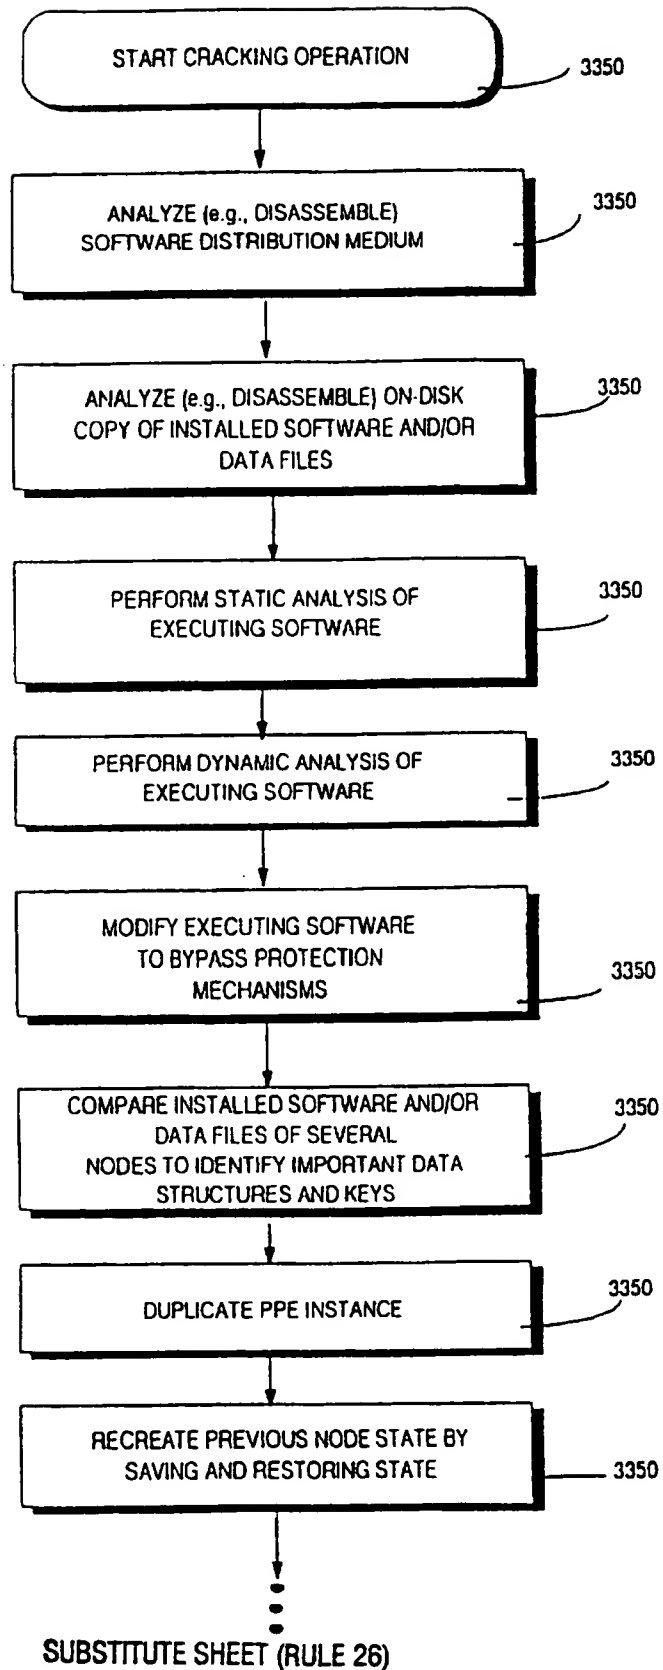 START CRACKING OPERATION
3350
ANALYZE (e.g., DISASSEMBLE)
SOFTWARE DISTRIBUTION MEDIUM
3350
ANALYZE (e.g., DISASSEMBLE) ON-DISK
COPY OF INSTALLED SOFTWARE AND/OR
DATA FILES
3350
PERFORM STATIC ANALYSIS OF
EXECUTING SOFTWARE
3350
PERFORM DYNAMIC ANALYSIS OF
EXECUTING SOFTWARE
3350
MODIFY EXECUTING SOFTWARE
TO BYPASS PROTECTION
MECHANISMS
3350
COMPARE INSTALLED SOFTWARE AND/OR
DATA FILES OF SEVERAL
NODES TO IDENTIFY IMPORTANT DATA
STRUCTURES AND KEYS
3350
DUPLICATE PPE INSTANCE
3350
RECREATE PREVIOUS NODE STATE BY
SAVING AND RESTORING STATE
3350
SUBSTITUTE SHEET (RULE 26)